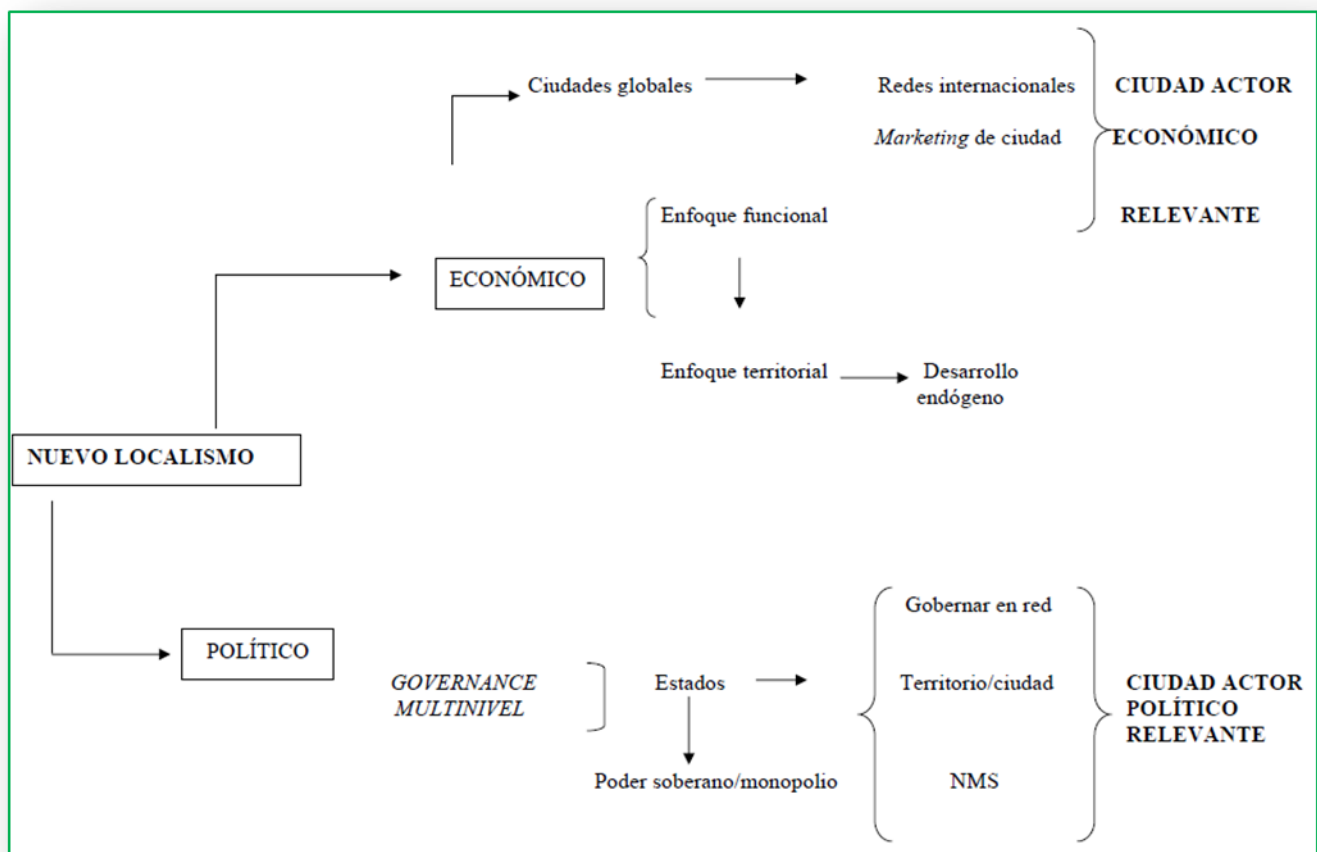 Ciudades globales
Redes internacionales
CIUDAD ACTOR
Marketing de ciudad
ECONÓMICO
Enfoque funcional
RELEVANTE
ECONÓMICO
Enfoque territorial
Desarrollo
endógeno
NUEVO LOCALISMO
Gobernar en red
POLÍTICO
GOVERNANCE
MULTINIVEL
Estados
Territorio/ciudad
CIUDAD ACTOR
POLÍTICO
RELEVANTE
Poder soberano/monopolio
NMS